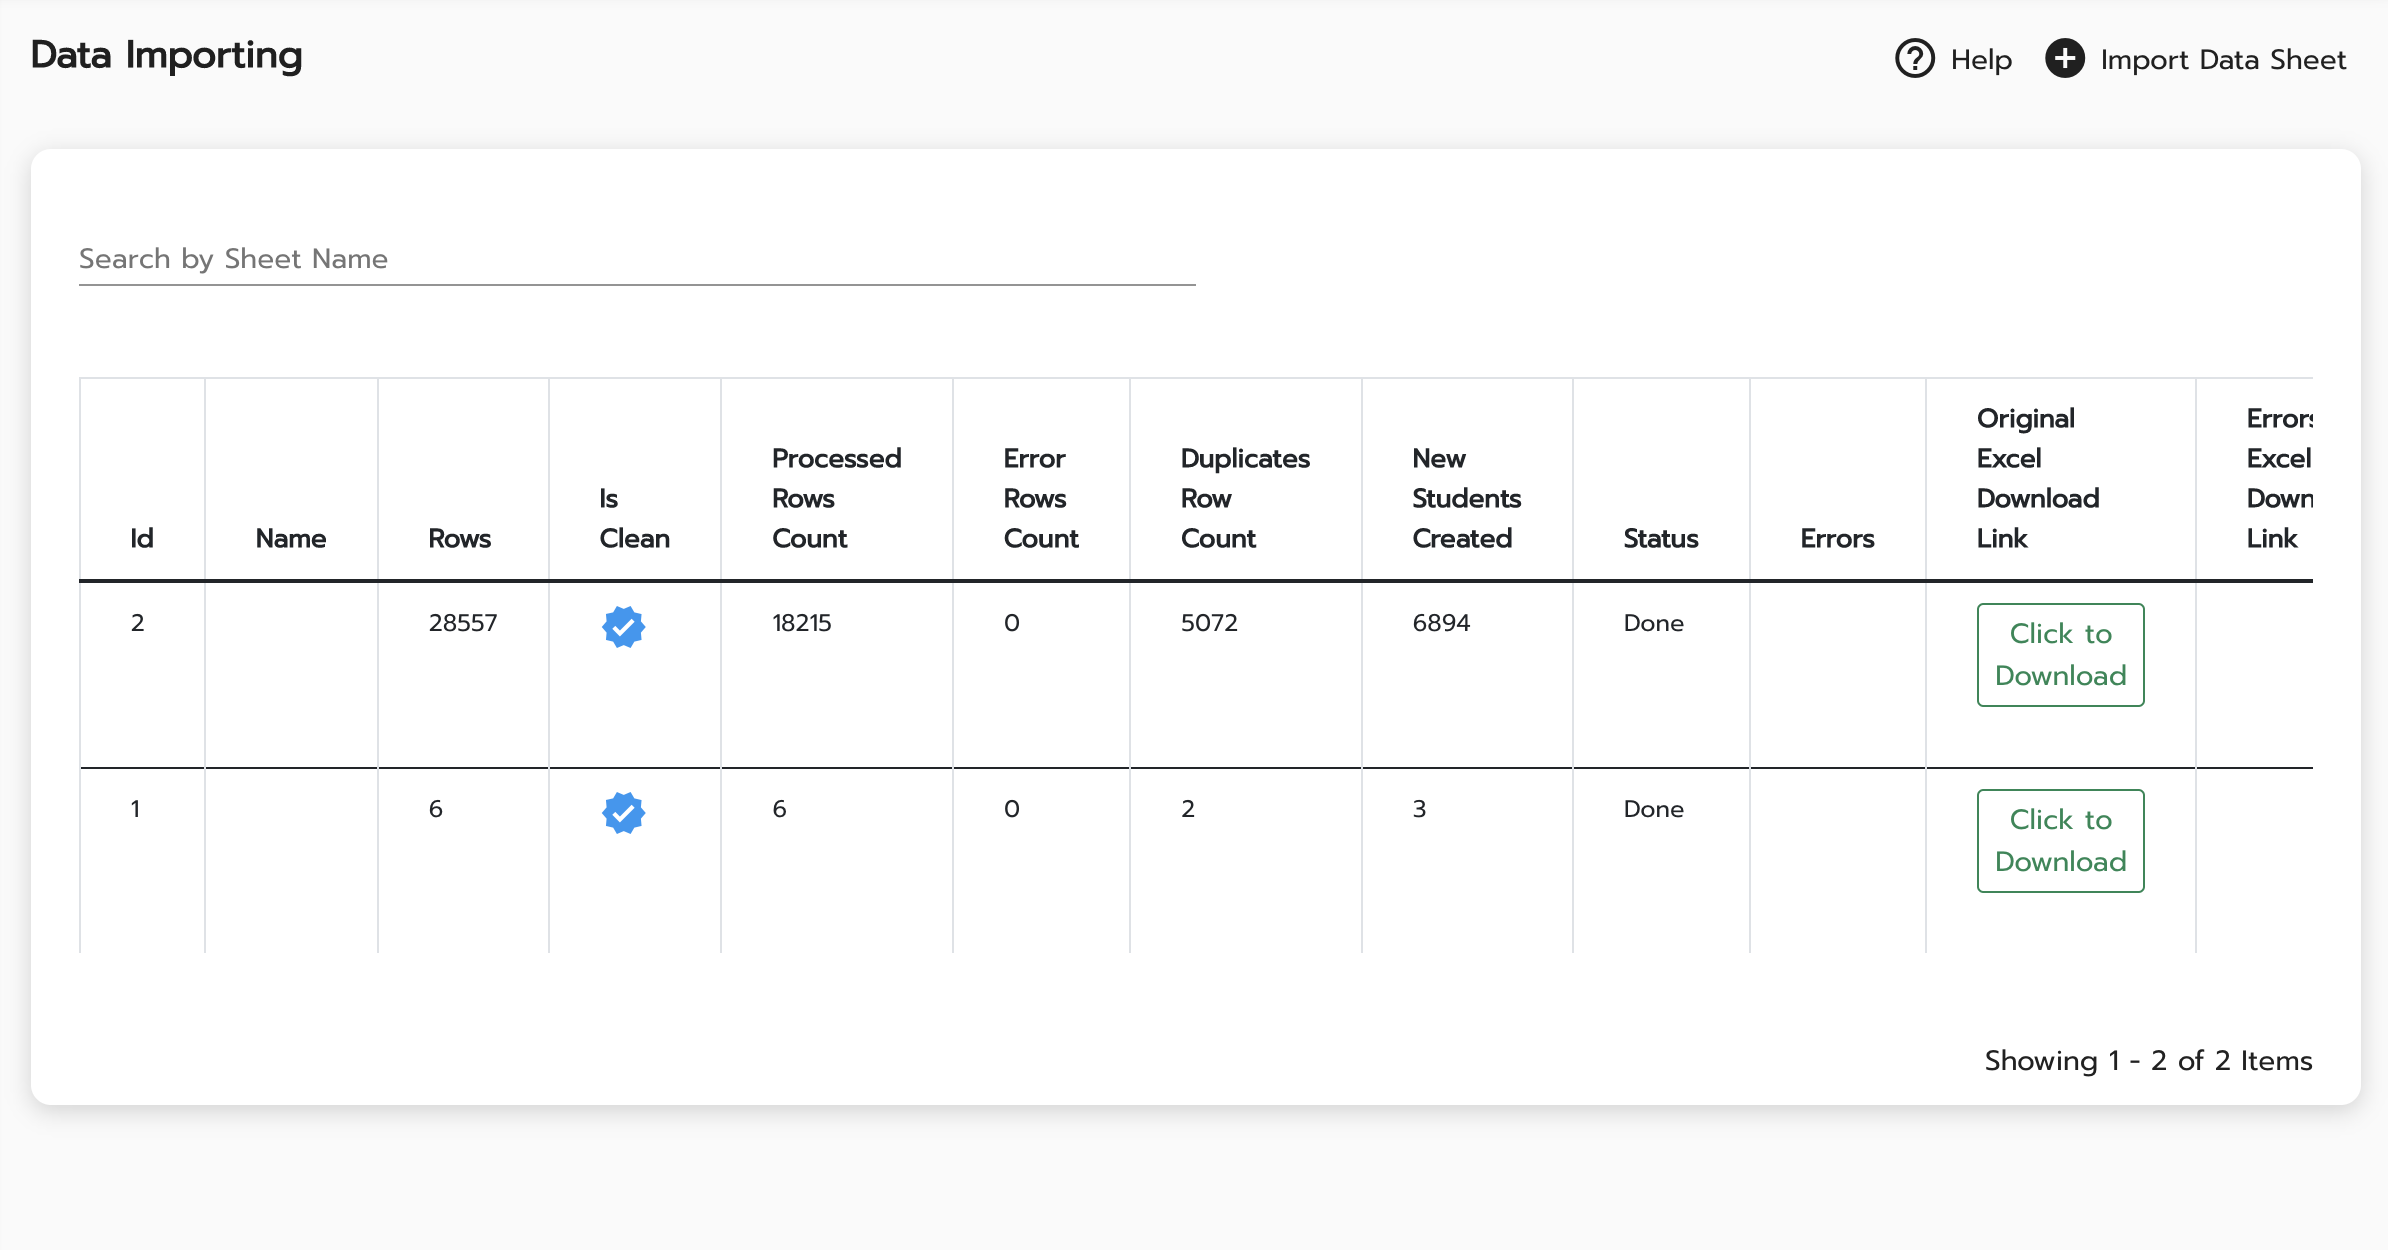 Data Importing
Help
Import Data Sheet
Search by Sheet Name
Id
Name
Rows
Is
Clean
Processed
Rows
Count
Error
Rows
Count
Duplicates
Row
Count
New
Students
Created
Status
Errors
Original
Excel
Download
Link
Errors
Excel
Down
Link
2
28557
18215
0
5072
6894
Done
Click to
Download
1
6
6
0
2
3
Done
Click to
Download
Showing 1 - 2 of 2 Items